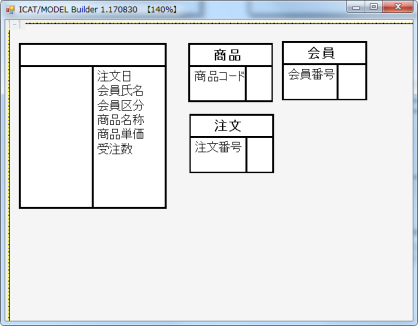 ICAT/MODEL Builder 1.170830 【140%】
注文日
会員氏名
会員区分
商品名称
商品単価
受注数
商品
商品コード
会員
会員番号
注文
注文番号